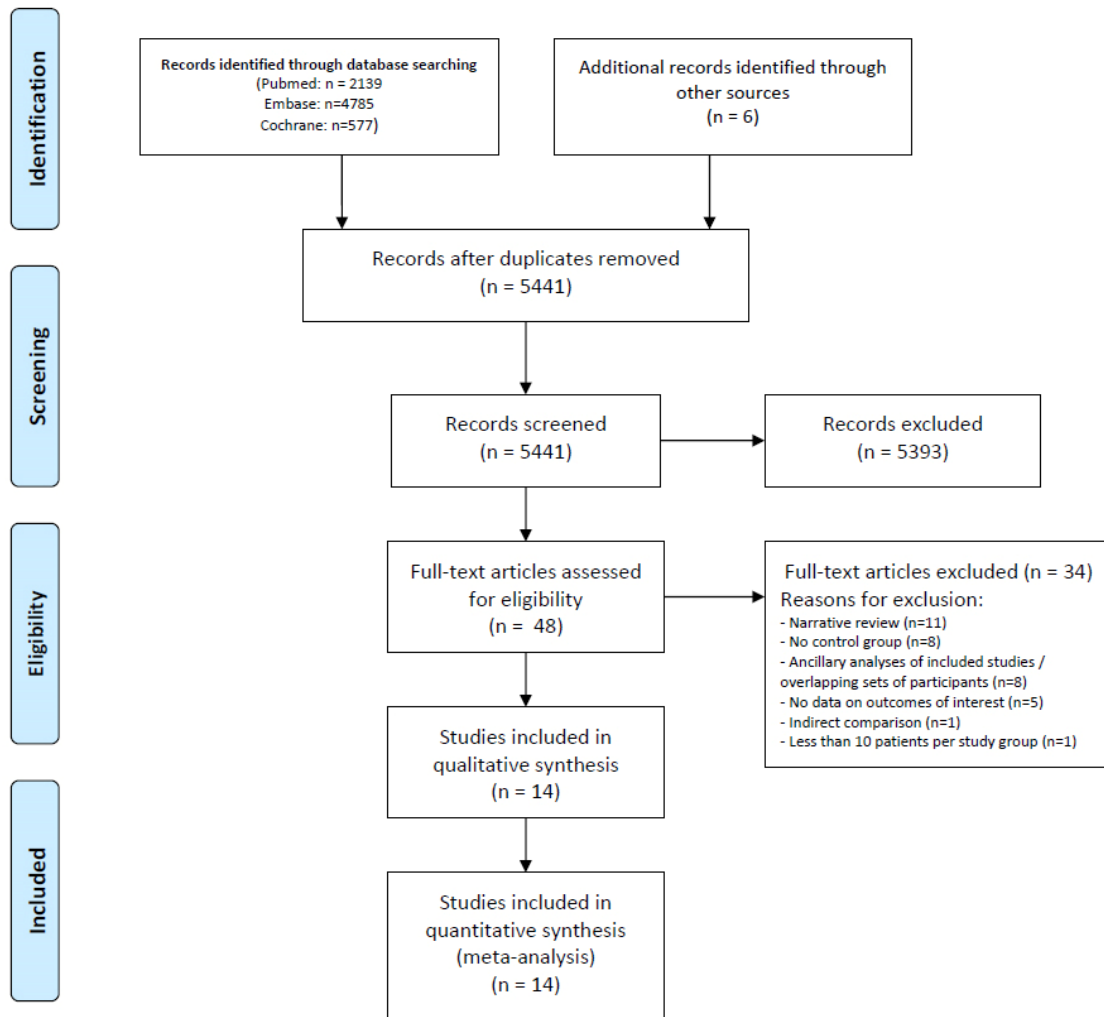 Identification
Records identified through database searching
(Pubmed: n = 2139
Embase: n=4785
Cochrane: n=577)
Additional records identified through
other sources
(n = 6)
Records after duplicates removed
(n = 5441)
Screening
Records screened
(n = 5441)
Records excluded
(n = 5393)
Eligibility
Full-text articles assessed
for eligibility
(n = 48)
Full-text articles excluded (n = 34)
Reasons for exclusion:
- Narrative review (n=11)
- No control group (n=8)
- Ancillary analyses of included studies /
overlapping sets of participants (n=8)
- No data on outcomes of interest (n=5)
- Indirect comparison (n=1)
- Less than 10 patients per study group (n=1)
Studies included in
qualitative synthesis
(n = 14)
Included
Studies included in
quantitative synthesis
(meta-analysis)
(n = 14)